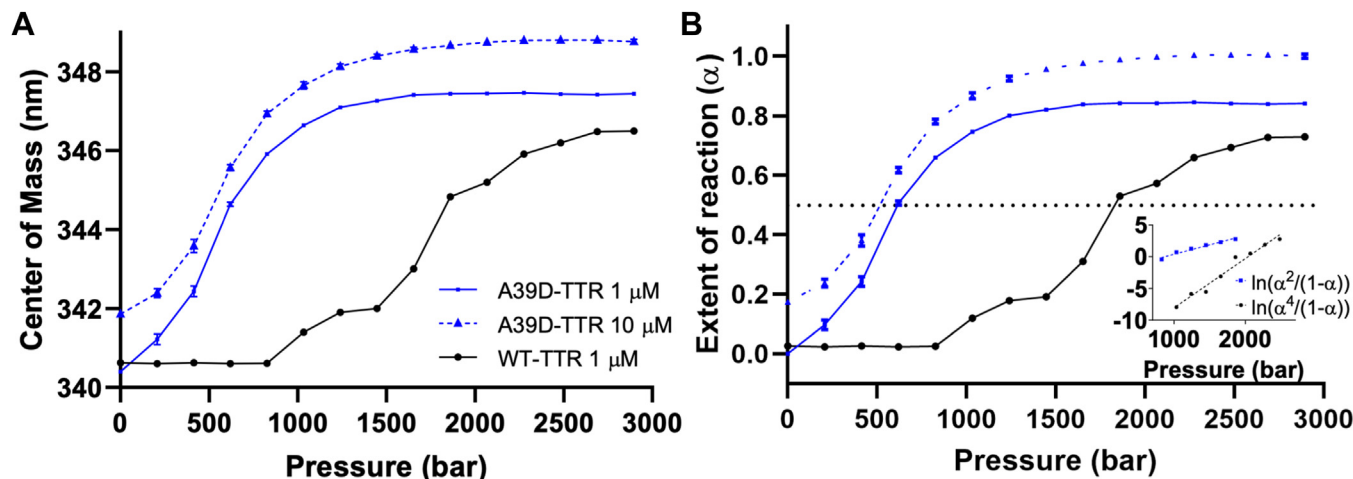 A
Center of Mass (nm)
348
346
344
342
340
0 500 1000 1500 2000 2500 3000
Pressure (bar)
A39D-TTR 1 μM
A39D-TTR 10 μM
WT-TTR 1 μM
B
Extent of reaction (α)
1.0
0.8
0.6
0.4
0.2
0.0
0 500 1000 1500 2000 2500 3000
Pressure (bar)
5
0
-5
-10
1000 2000
Pressure (bar)
ln(α²/(1-α))
ln(α⁴/(1-α))